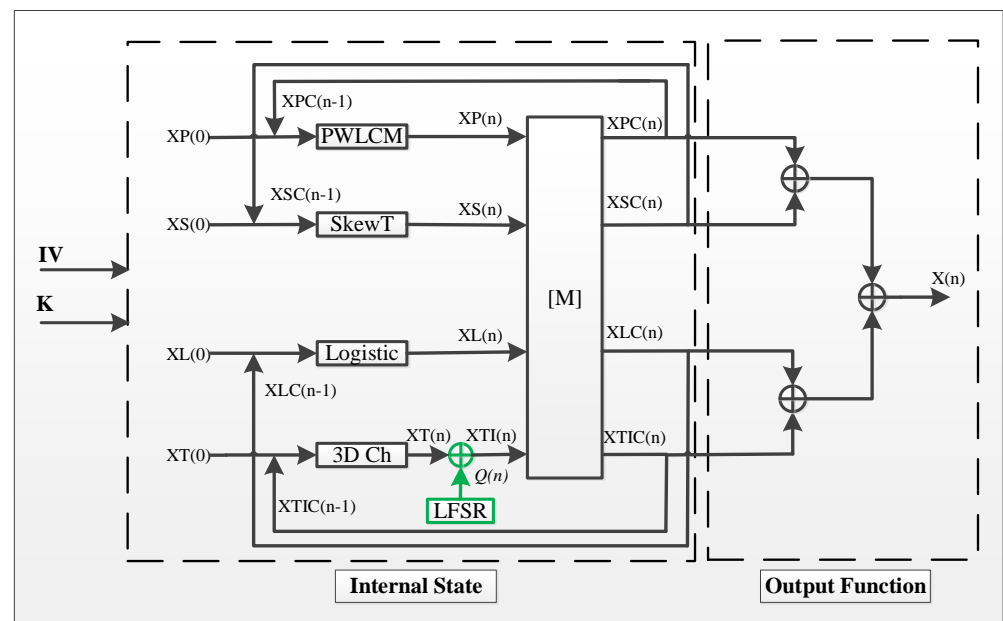 XPC(n-1)
XP(0)
PWLCM
XP(n)
XPC(n)
XSC(n-1)
XS(0)
SkewT
XS(n)
XSC(n)
IV
K
[M]
X(n)
XL(0)
Logistic
XL(n)
XLC(n)
XLC(n-1)
XT(0)
3D Ch
XT(n)
XTI(n)
XTIC(n)
Q(n)
XTIC(n-1)
LFSR
Internal State
Output Function